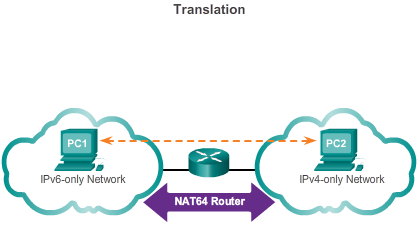 Translation
PC1
PC2
IPv6-only Network
IPv4-only Network
NAT64 Router